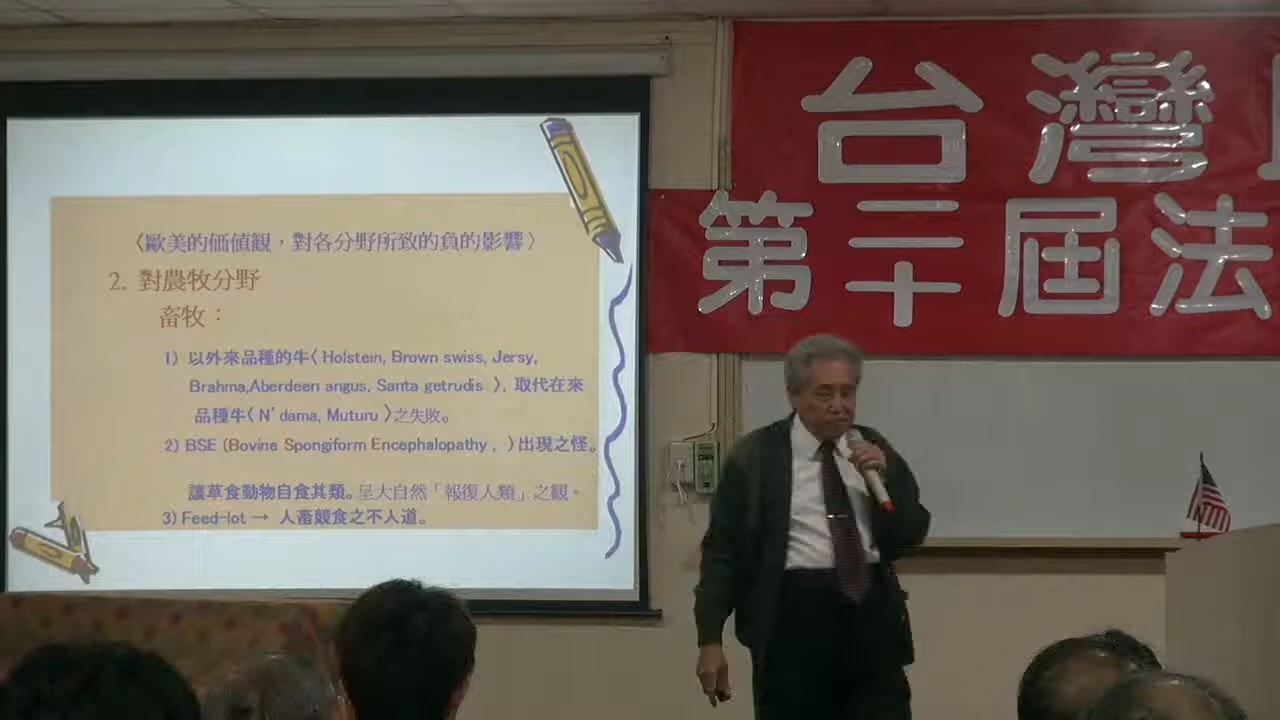 〈歐美的価値観，對各分野所致的負的影響〉
2. 對農牧分野
畜牧：
1) 以外來品種的牛〈 Holstein, Brown swiss, Jersy,
Brahma,Aberdeen angus, Santa getrudis 〉, 取代在來
品種牛〈 N'dama, Muturu 〉之失敗。
2) BSE (Bovine Spongiform Encephalopathy , ) 出現之怪。
讓草食動物自食其類。呈大自然「報復人類」之観。
3) Feed-lot → 人畜競食之不人道。
台灣
第三十屆法